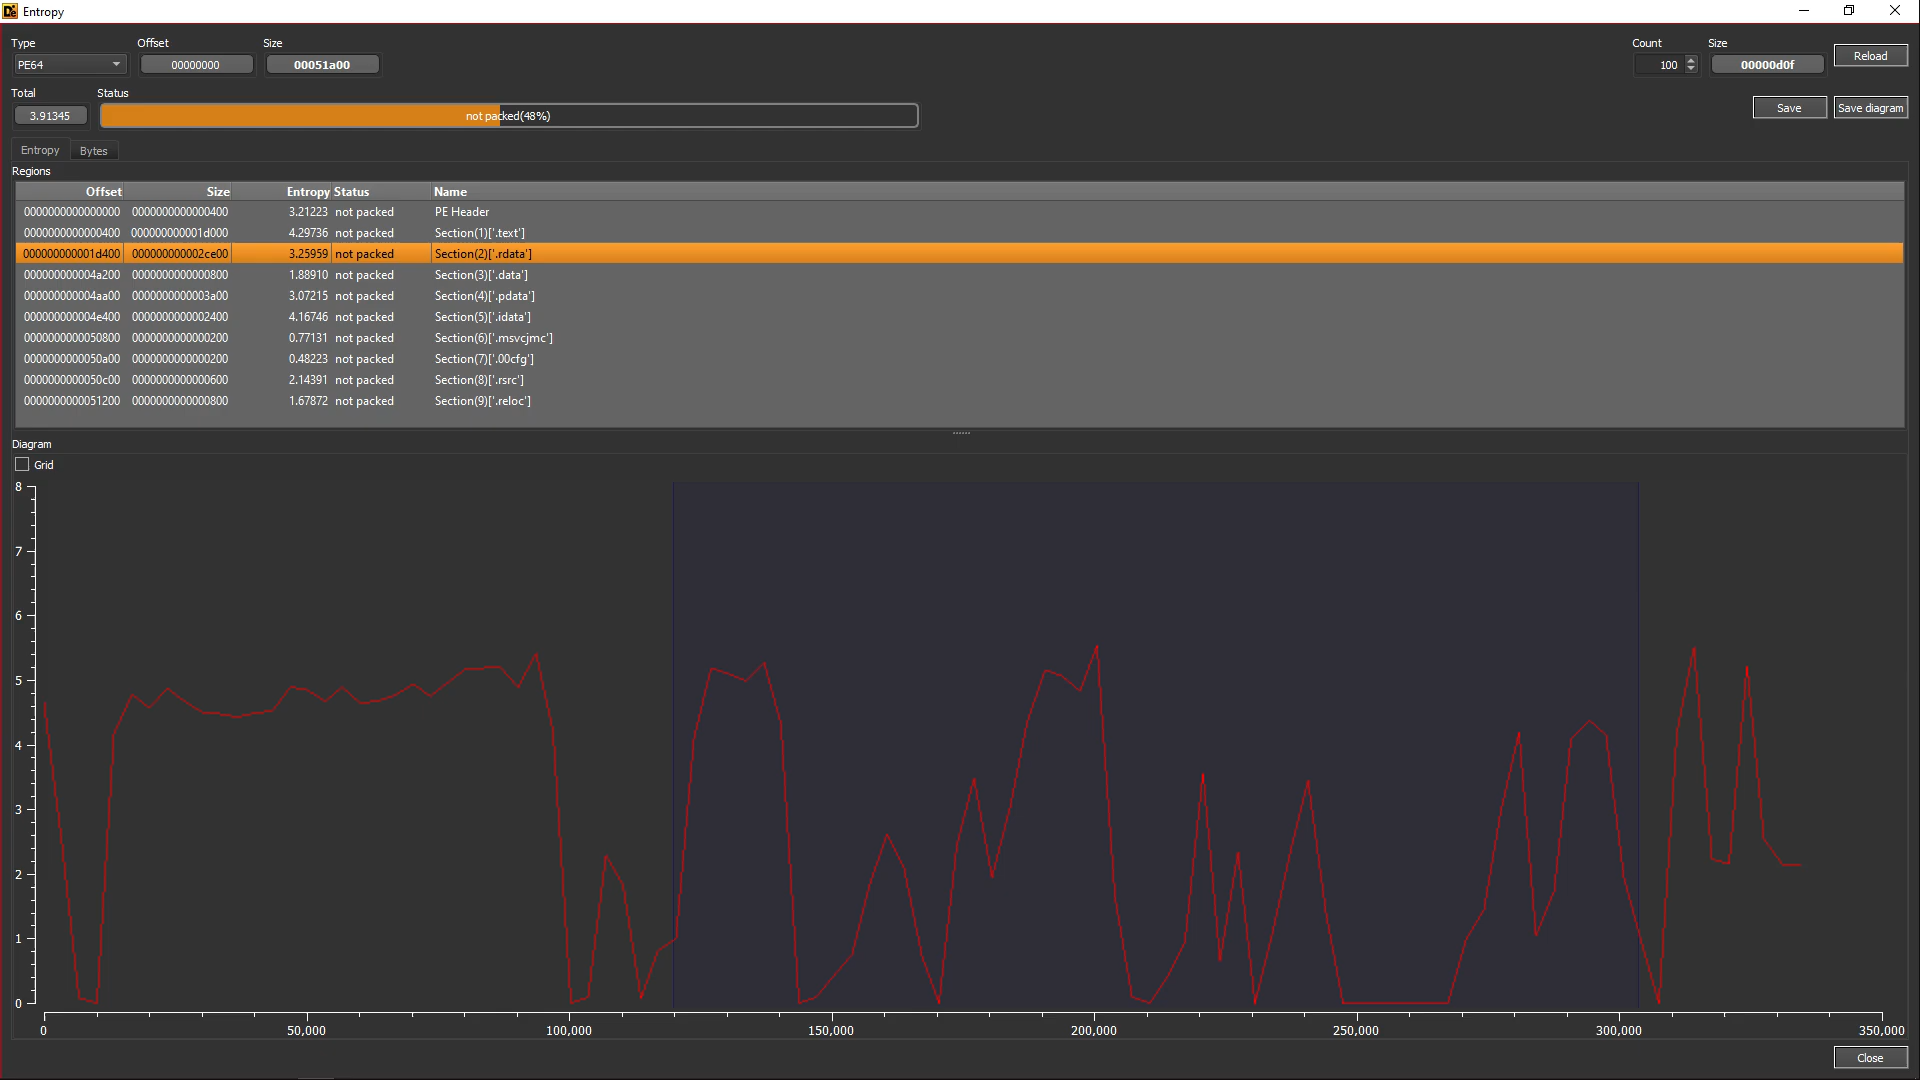 Entropy
Type Offset Size Count Size
PE64 00000000 00051a00 100 00000d0f Reload
Total Status
3.91345 not packed(48%) Save Save diagram
Entropy Bytes
Regions
Offset Size Entropy Status Name
0000000000000000 0000000000000400 3.21223 not packed PE Header
0000000000000400 000000000001d000 4.29736 not packed Section(1)['.text']
000000000001d400 000000000002ce00 3.25959 not packed Section(2)['.rdata']
000000000004a200 0000000000000800 1.88910 not packed Section(3)['.data']
000000000004aa00 0000000000003a00 3.07215 not packed Section(4)['.pdata']
000000000004e400 0000000000002400 4.16746 not packed Section(5)['.idata']
0000000000050800 0000000000000200 0.77131 not packed Section(6)['.msvcjmc']
0000000000050a00 0000000000000200 0.48223 not packed Section(7)['.00cfg']
0000000000050c00 0000000000000600 2.14391 not packed Section(8)['.rsrc']
0000000000051200 0000000000000800 1.67872 not packed Section(9)['.reloc']
Diagram
Grid
8
7
6
5
4
3
2
1
0
0 50,000 100,000 150,000 200,000 250,000 300,000 350,000
Close